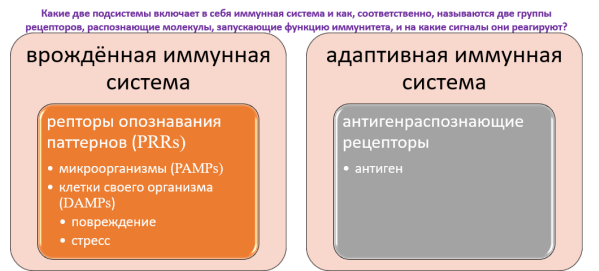 Какие две подсистемы включает в себя иммунная система и как, соответственно, называются две группы
рецепторов, распознающие молекулы, запускающие функцию иммунитета, и на какие сигналы они реагируют?
врождённая иммунная
система
репторы опознавания
паттернов (PRRs)
• микроорганизмы (PAMPs)
• клетки своего организма
(DAMPs)
• повреждение
• стресс
адаптивная иммунная
система
антигенраспознающие
рецепторы
• антиген